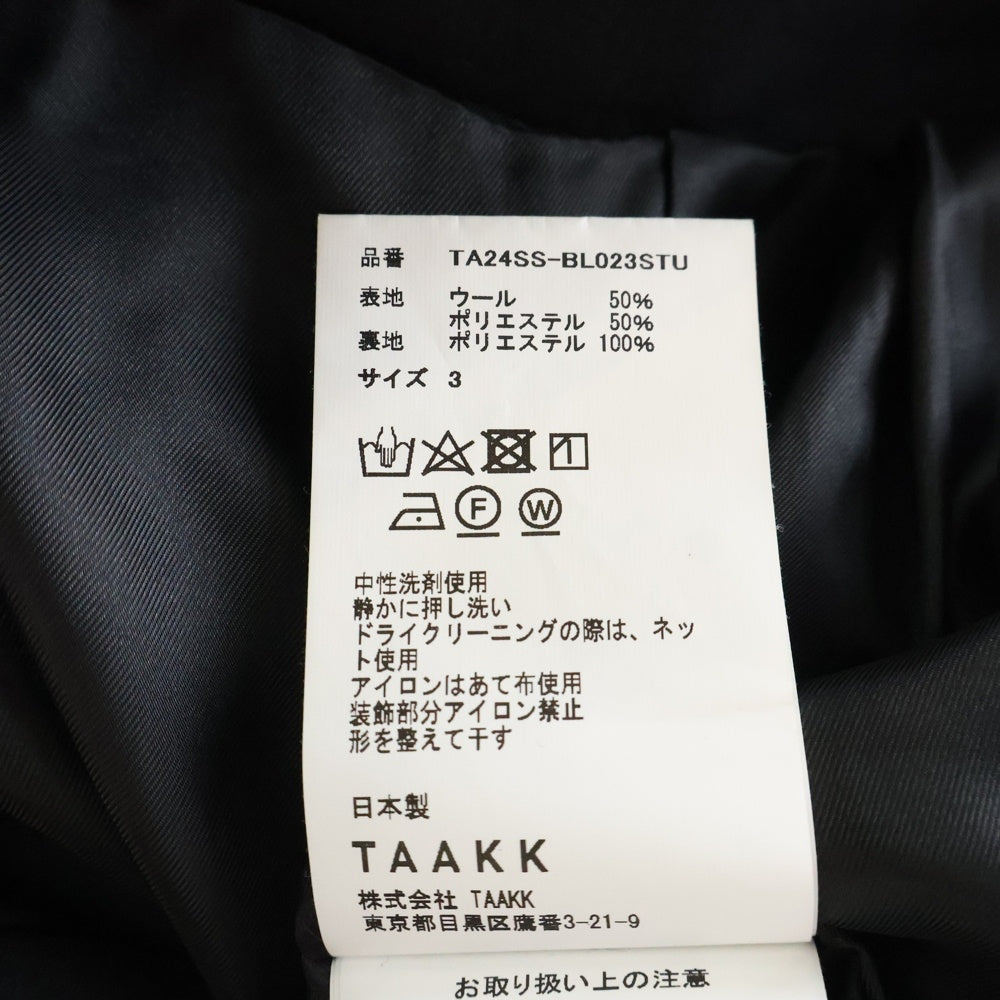 品番 TA24SS-BL023STU
表地 ウール 50%
ポリエステル 50%
裏地 ポリエステル 100%
サイズ 3
F W
中性洗剤使用
静かに押し洗い
ドライクリーニングの際は、ネッ
ト使用
アイロンはあて布使用
装飾部分アイロン禁止
形を整えて干す
日本製
TAAKK
株式会社 TAAKK
東京都目黒区鷹番3-21-9
お取り扱い上の注意